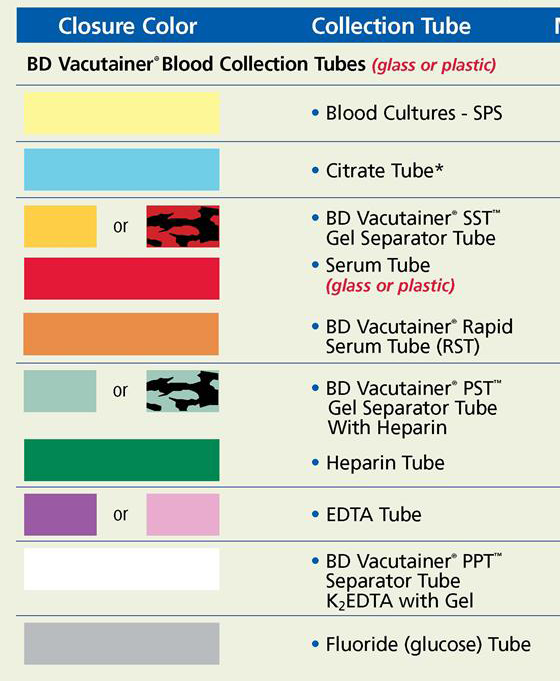 Closure Color Collection Tube
BD Vacutainer® Blood Collection Tubes (glass or plastic)
• Blood Cultures - SPS
• Citrate Tube*
or
• BD Vacutainer® SST™
Gel Separator Tube
• Serum Tube
(glass or plastic)
• BD Vacutainer® Rapid
Serum Tube (RST)
or
• BD Vacutainer® PST™
Gel Separator Tube
With Heparin
• Heparin Tube
or
• EDTA Tube
• BD Vacutainer® PPT™
Separator Tube
K₂EDTA with Gel
• Fluoride (glucose) Tube